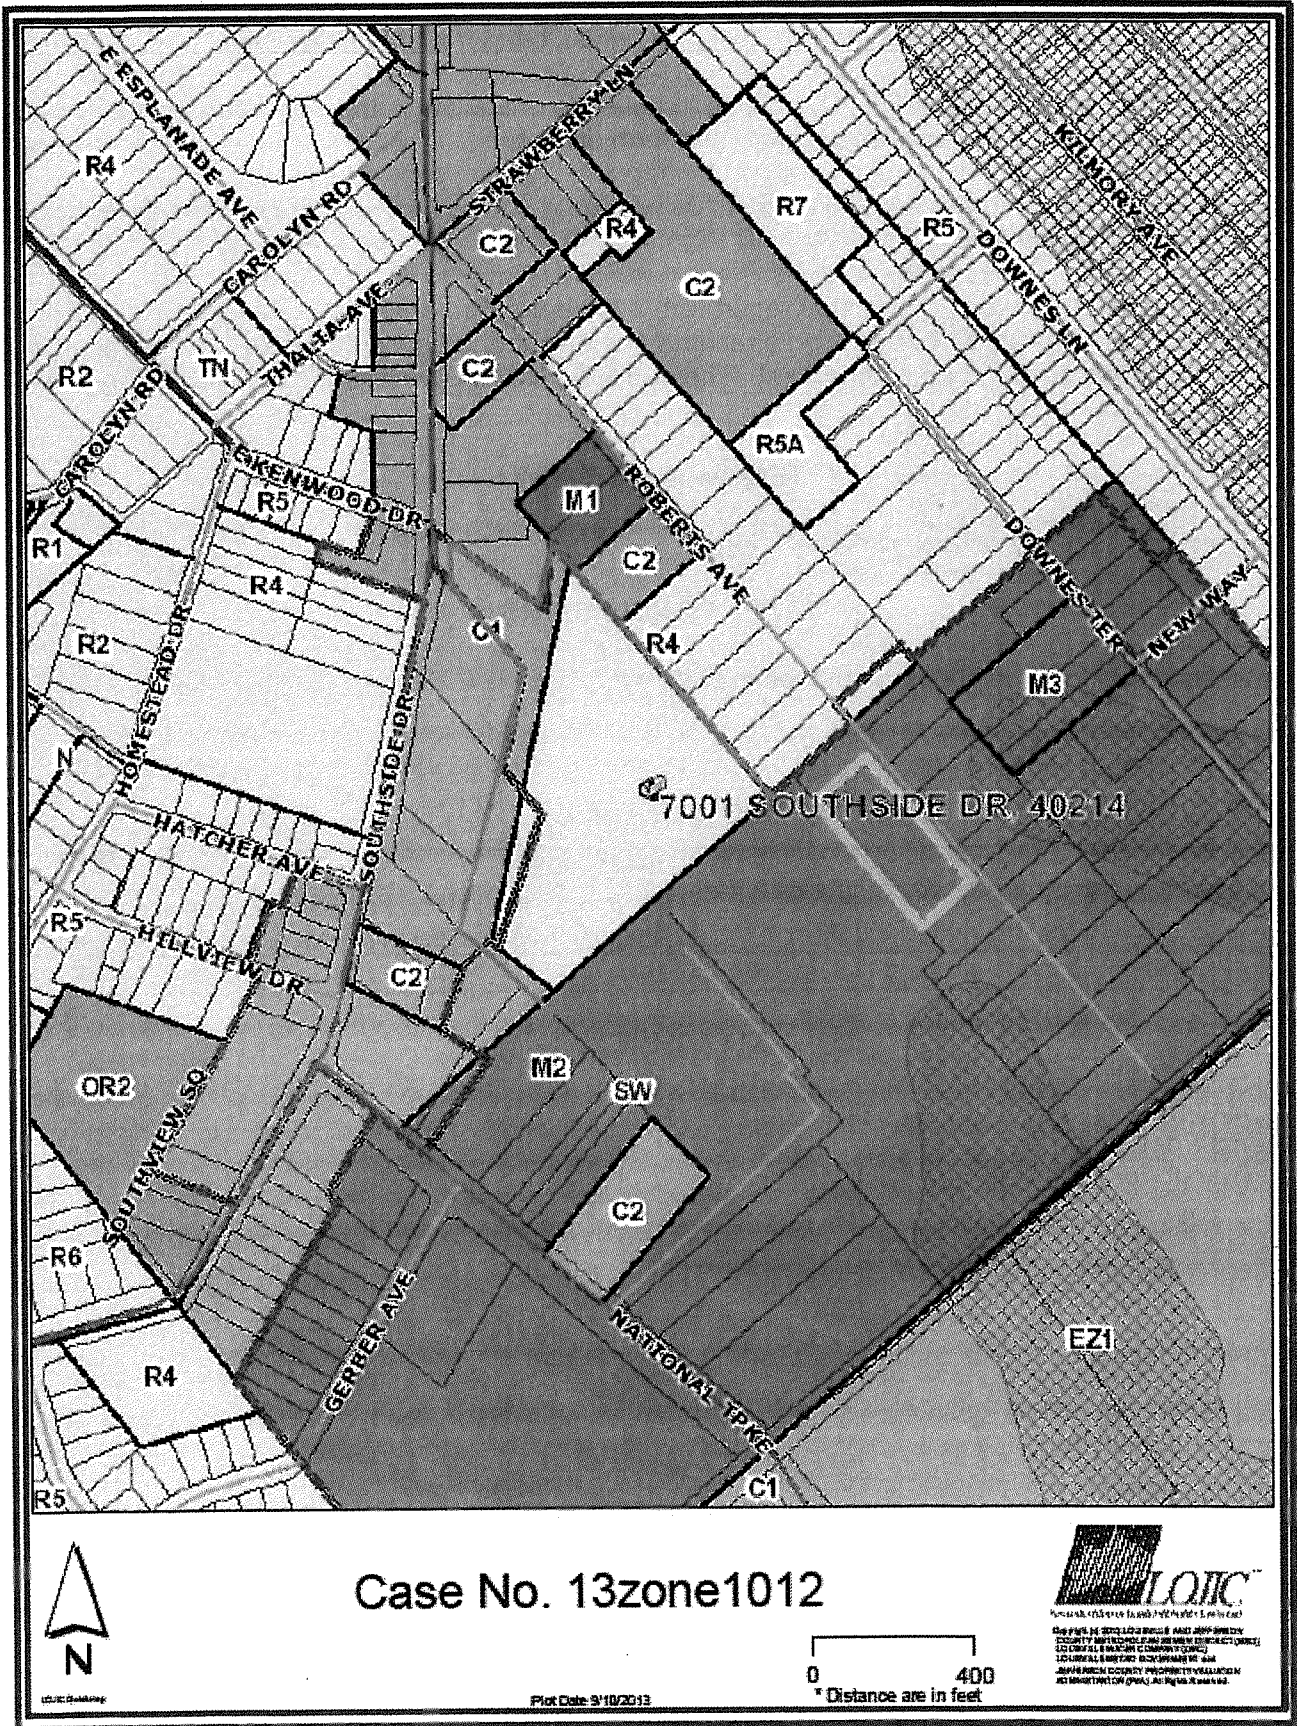 E ESPLANADE AVE
STRAWBERRY LN
KILMORY AVE
R4
R7
CAROLYN RD
R4
C2
R5
DOWNES LN
C2
THALIA AVE
TN
R2
C2
CAROLYN RD
R5A
E KENWOOD DR
ROBERTS AVE
R5
M1
R1
C2
DOWNES TER
R4
NEW WAY
C1
R2
R4
HOMESTEAD DR
M3
SOUTHSIDE DR
N
7001 SOUTHSIDE DR, 40214
HATCHER AVE
SOUTHSIDE DR
R5
HILLVIEW DR
C2
M2
OR2
SW
SOUTHVIEW SQ
C2
R6
GERBER AVE
NATIONAL TPKE
EZ1
R4
C1
R5
Case No. 13zone1012
LOJIC
N
0 400
* Distance are in feet
Plot Date 9/10/2013